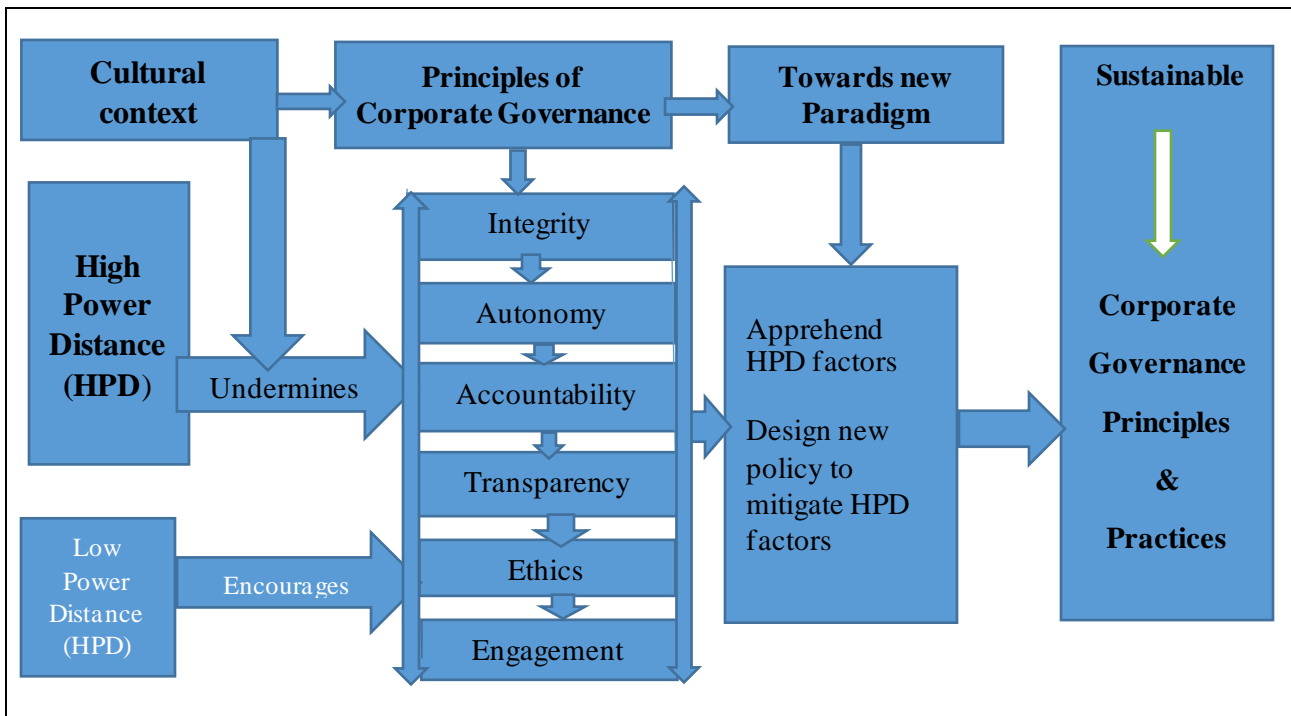 Cultural
context
Principles of
Corporate Governance
Towards new
Paradigm
Sustainable
Corporate
Governance
Principles
&
Practices
High
Power
Distance
(HPD)
Undermines
Low
Power
Distance
(HPD)
Encourages
Integrity
Autonomy
Accountability
Transparency
Ethics
Engagement
Apprehend
HPD factors
Design new
policy to
mitigate HPD
factors